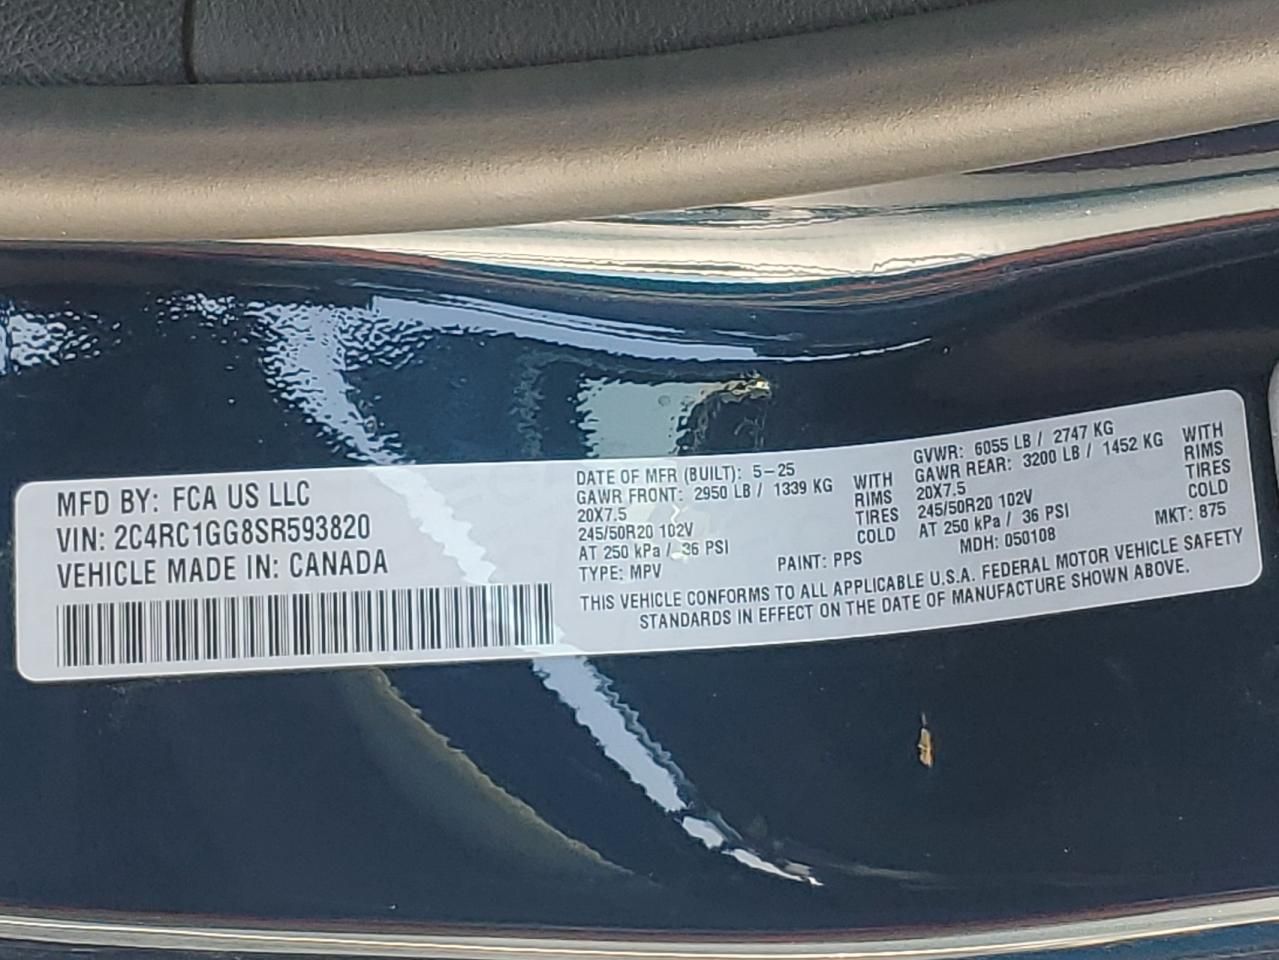 MFD BY: FCA US LLC
VIN: 2C4RC1GG8SR593820
VEHICLE MADE IN: CANADA
DATE OF MFR (BUILT): 5-25
GAWR FRONT: 2950 LB / 1339 KG WITH
20X7.5 RIMS
245/50R20 102V TIRES
AT 250 kPa / 36 PSI COLD
TYPE: MPV PAINT: PPS
GVWR: 6055 LB / 2747 KG
GAWR REAR: 3200 LB / 1452 KG WITH
20X7.5 RIMS
245/50R20 102V TIRES
AT 250 kPa / 36 PSI COLD
MDH: 050108 MKT: 875
THIS VEHICLE CONFORMS TO ALL APPLICABLE U.S.A. FEDERAL MOTOR VEHICLE SAFETY
STANDARDS IN EFFECT ON THE DATE OF MANUFACTURE SHOWN ABOVE.